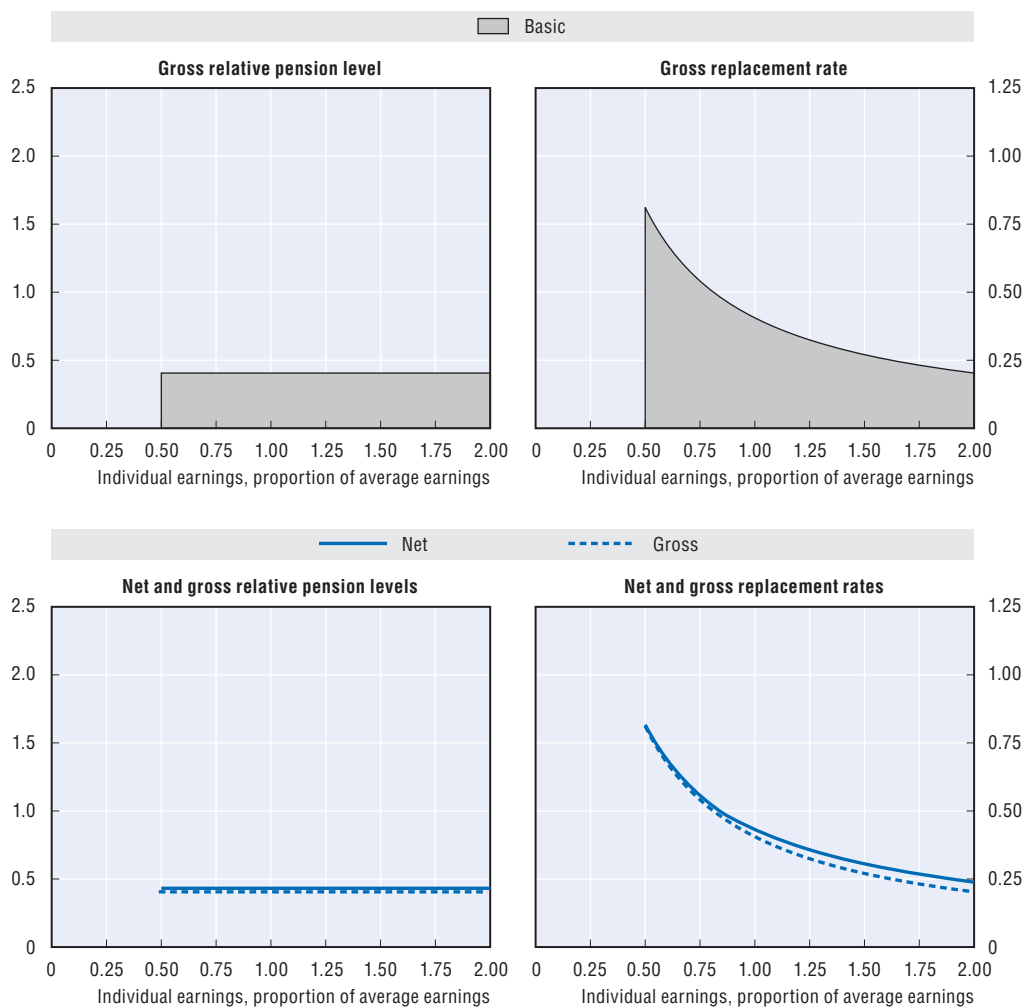 Basic
Gross relative pension level
Gross replacement rate
2.5
2.0
1.5
1.0
0.5
0
1.25
1.00
0.75
0.50
0.25
0
0 0.25 0.50 0.75 1.00 1.25 1.50 1.75 2.00
0 0.25 0.50 0.75 1.00 1.25 1.50 1.75 2.00
Individual earnings, proportion of average earnings
Individual earnings, proportion of average earnings
Net
Gross
Net and gross relative pension levels
Net and gross replacement rates
2.5
2.0
1.5
1.0
0.5
0
1.25
1.00
0.75
0.50
0.25
0
0 0.25 0.50 0.75 1.00 1.25 1.50 1.75 2.00
0 0.25 0.50 0.75 1.00 1.25 1.50 1.75 2.00
Individual earnings, proportion of average earnings
Individual earnings, proportion of average earnings